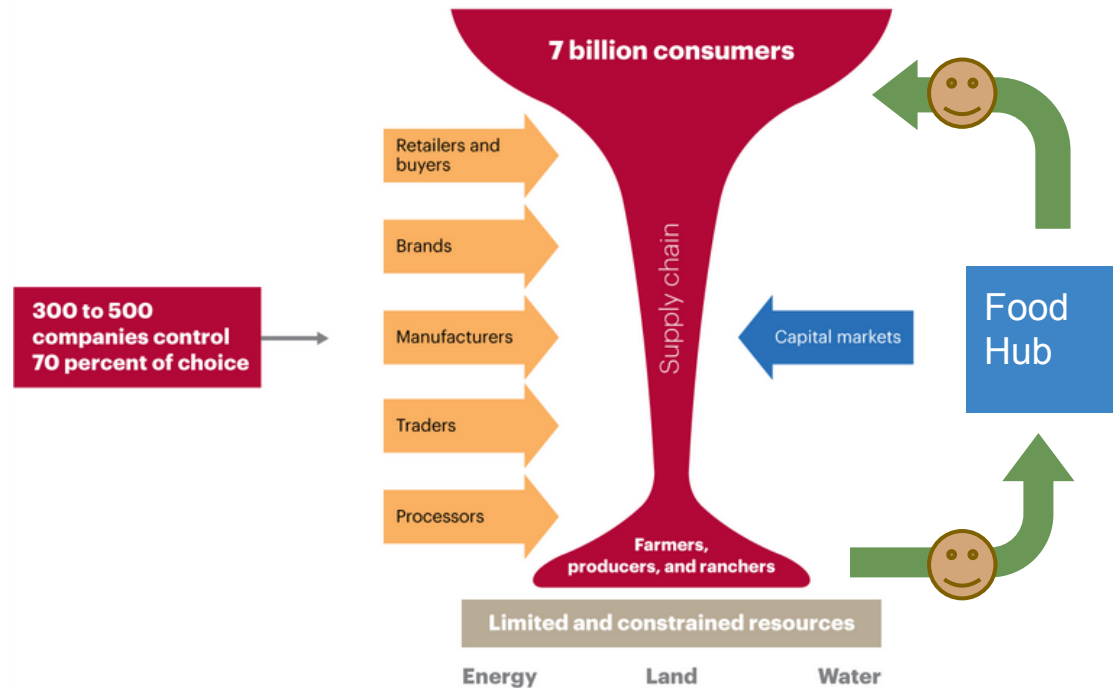 7 billion consumers
Retailers and
buyers
Brands
300 to 500
companies control
70 percent of choice
Manufacturers
Supply chain
Capital markets
Food
Hub
Traders
Processors
Farmers,
producers, and ranchers
Limited and constrained resources
Energy Land Water